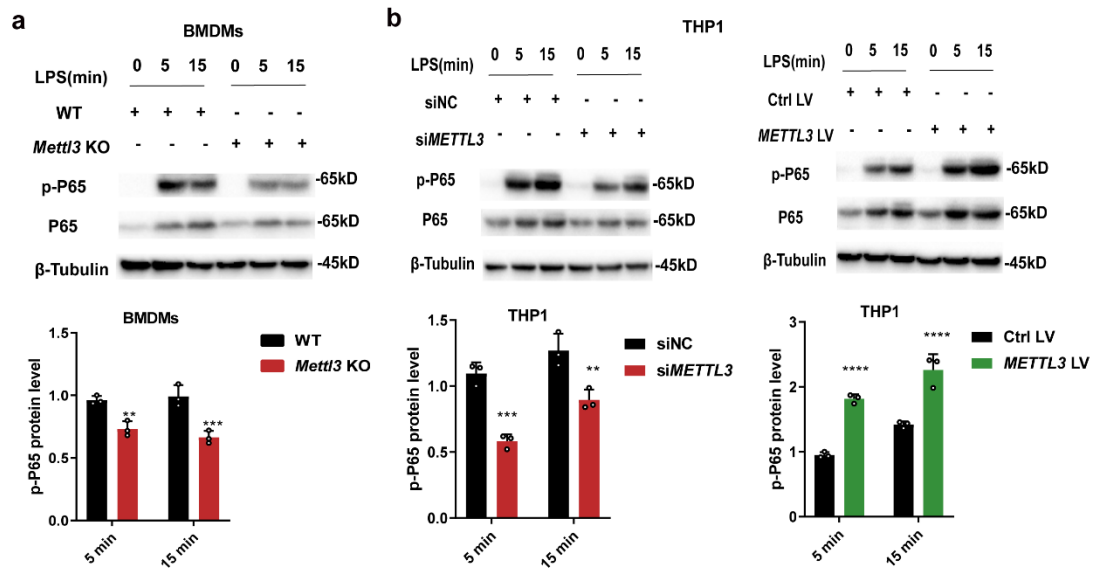 a
BMDMs
LPS(min) 0 5 15 0 5 15
WT + + + - - -
Mettl3 KO - - - + + +
p-P65 -65kD
P65 -65kD
β-Tubulin -45kD
BMDMs
p-P65 protein level
1.5
1.0
0.5
0.0
** ***
5 min 15 min
WT
Mettl3 KO
b
THP1
LPS(min) 0 5 15 0 5 15
siNC + + + - - -
siMETTL3 - - - + + +
p-P65 -65kD
P65 -65kD
β-Tubulin -45kD
THP1
p-P65 protein level
1.5
1.0
0.5
0.0
*** **
5 min 15 min
siNC
siMETTL3
LPS(min) 0 5 15 0 5 15
Ctrl LV + + + - - -
METTL3 LV - - - + + +
p-P65 -65kD
P65 -65kD
β-Tubulin -45kD
THP1
p-P65 protein level
3
2
1
0
**** ****
5 min 15 min
Ctrl LV
METTL3 LV